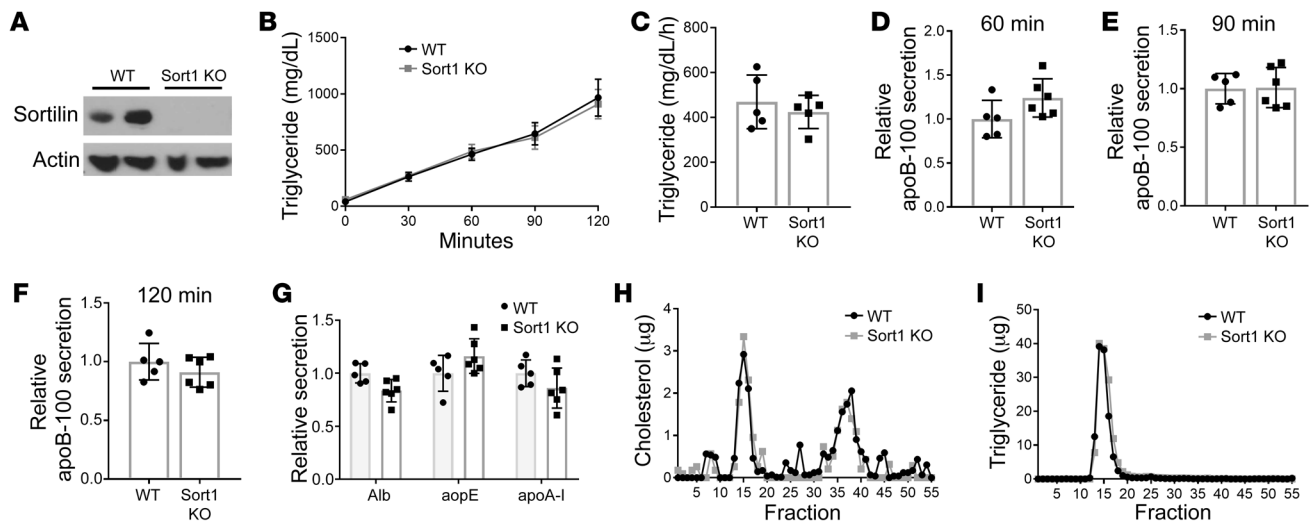 A
WT Sort1 KO
Sortilin
Actin
B
Triglyceride (mg/dL)
1500
1000
500
0
WT
Sort1 KO
0 30 60 90 120
Minutes
C
Triglyceride (mg/dL/h)
800
600
400
200
0
WT Sort1
KO
D
60 min
Relative
apoB-100 secretion
2.0
1.5
1.0
0.5
0.0
WT Sort1
KO
E
90 min
Relative
apoB-100 secretion
1.5
1.0
0.5
0.0
WT Sort1
KO
F
120 min
Relative
apoB-100 secretion
1.5
1.0
0.5
0.0
WT Sort1
KO
G
WT
Sort1 KO
Relative secretion
1.5
1.0
0.5
0.0
Alb aopE apoA-I
H
WT
Sort1 KO
Cholesterol (µg)
4
3
2
1
0
5 10 15 20 25 30 35 40 45 50 55
Fraction
I
WT
Sort1 KO
Triglyceride (µg)
50
40
30
20
10
0
5 10 15 20 25 30 35 40 45 50 55
Fraction